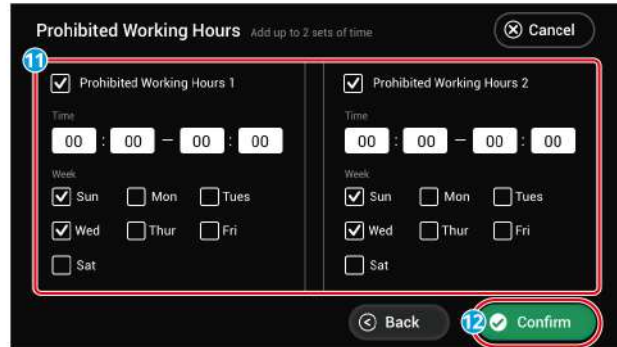 Prohibited Working Hours Add up to 2 sets of time
Cancel
11
Prohibited Working Hours 1
Time
00 : 00 — 00 : 00
Week
Sun Mon Tues
Wed Thur Fri
Sat
Prohibited Working Hours 2
Time
00 : 00 — 00 : 00
Week
Sun Mon Tues
Wed Thur Fri
Sat
Back
12
Confirm